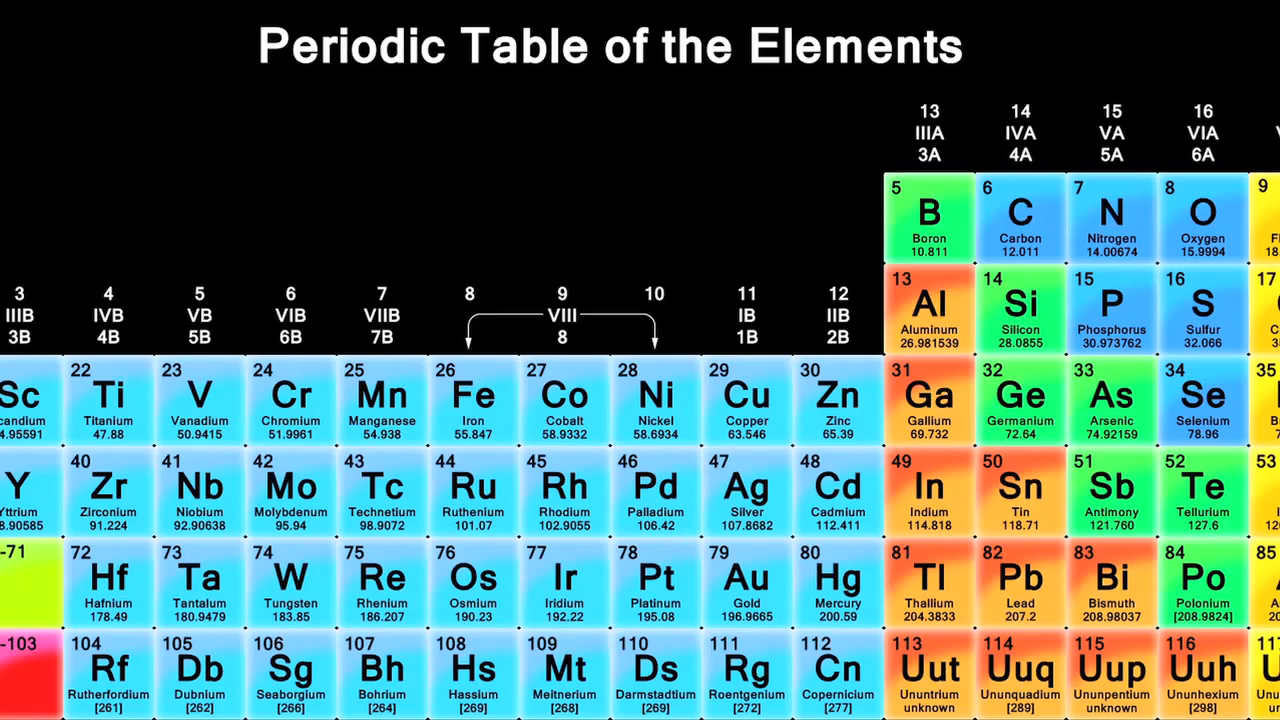 Periodic Table of the Elements
13 14 15 16
IIIA IVA VA VIA V
3A 4A 5A 6A
5 6 7 8 9
B C N O
Boron Carbon Nitrogen Oxygen
10.811 12.011 14.00674 15.9994 18.
13 14 15 16 17
Al Si P S
Aluminum Silicon Phosphorus Sulfur
26.981539 28.0855 30.973762 32.066
3 4 5 6 7 8 9 10 11 12
IIIB IVB VB VIB VIIB VIII IB IIB
3B 4B 5B 6B 7B 8 1B 2B
22 23 24 25 26 27 28 29 30 31 32 33 34 35
Sc Ti V Cr Mn Fe Co Ni Cu Zn Ga Ge As Se
candium Titanium Vanadium Chromium Manganese Iron Cobalt Nickel Copper Zinc Gallium Germanium Arsenic Selenium
4.95591 47.88 50.9415 51.9961 54.938 55.847 58.9332 58.6934 63.546 65.39 69.732 72.64 74.92159 78.96
40 41 42 43 44 45 46 47 48 49 50 51 52 53
Y Zr Nb Mo Tc Ru Rh Pd Ag Cd In Sn Sb Te
Yttrium Zirconium Niobium Molybdenum Technetium Ruthenium Rhodium Palladium Silver Cadmium Indium Tin Antimony Tellurium
8.90585 91.224 92.90638 95.94 98.9072 101.07 102.9055 106.42 107.8682 112.411 114.818 118.71 121.760 127.6
-71 72 73 74 75 76 77 78 79 80 81 82 83 84 85
Hf Ta W Re Os Ir Pt Au Hg Tl Pb Bi Po
Hafnium Tantalum Tungsten Rhenium Osmium Iridium Platinum Gold Mercury Thallium Lead Bismuth Polonium
178.49 180.9479 183.85 186.207 190.23 192.22 195.08 196.9665 200.59 204.3833 207.2 208.98037 [208.9824]
-103 104 105 106 107 108 109 110 111 112 113 114 115 116 117
Rf Db Sg Bh Hs Mt Ds Rg Cn Uut Uuq Uup Uuh U
Rutherfordium Dubnium Seaborgium Bohrium Hassium Meitnerium Darmstadtium Roentgenium Copernicium Ununtrium Ununquadium Ununpentium Ununhexium
[261] [262] [266] [264] [269] [268] [269] [272] [277] unknown [289] unknown [298]